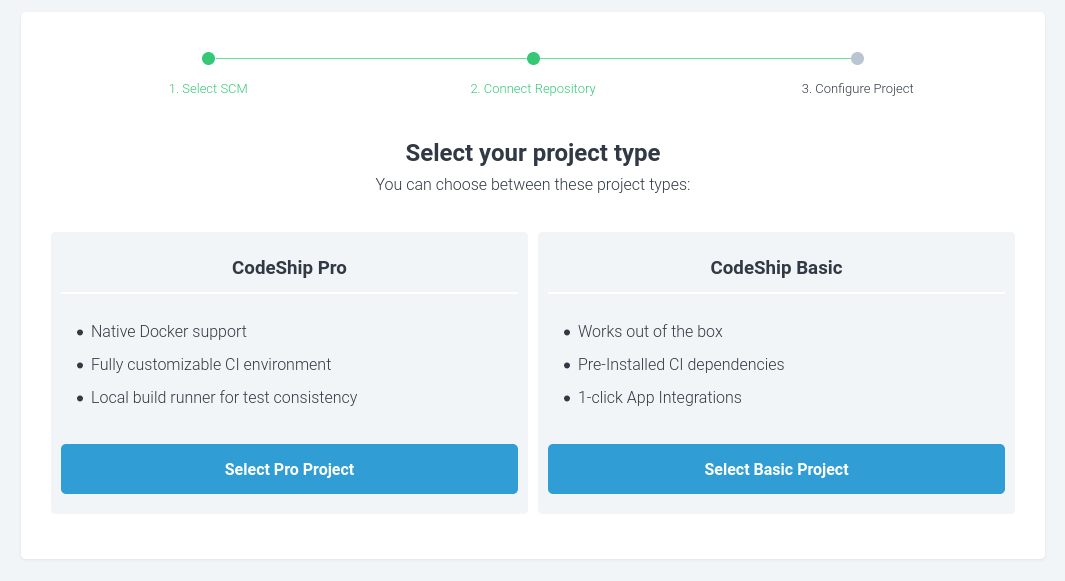 1. Select SCM
2. Connect Repository
3. Configure Project
Select your project type
You can choose between these project types:
CodeShip Pro
Native Docker support
Fully customizable CI environment
Local build runner for test consistency
Select Pro Project
CodeShip Basic
Works out of the box
Pre-Installed CI dependencies
1-click App Integrations
Select Basic Project